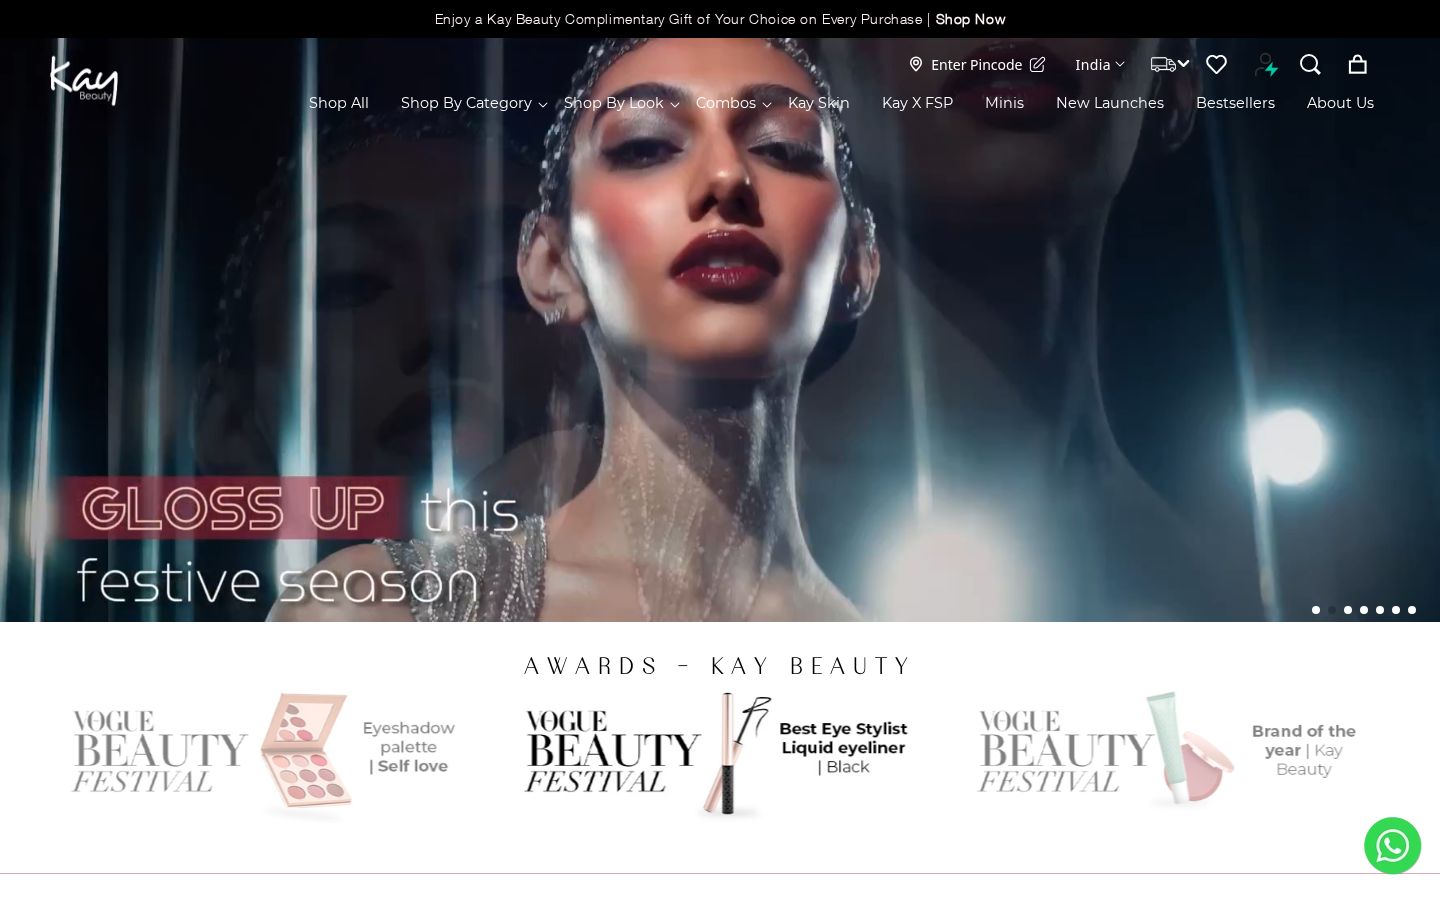 Enjoy a Kay Beauty Complimentary Gift of Your Choice on Every Purchase | Shop Now
Kay
Beauty
Enter Pincode
India
Shop All
Shop By Category
Shop By Look
Combos
Kay Skin
Kay X FSP
Minis
New Launches
Bestsellers
About Us
GLOSS UP this
festive season
AWARDS - KAY BEAUTY
VOGUE
BEAUTY
FESTIVAL
Eyeshadow
palette
| Self love
VOGUE
BEAUTY
FESTIVAL
Best Eye Stylist
Liquid eyeliner
| Black
VOGUE
BEAUTY
FESTIVAL
Brand of the
year | Kay
Beauty